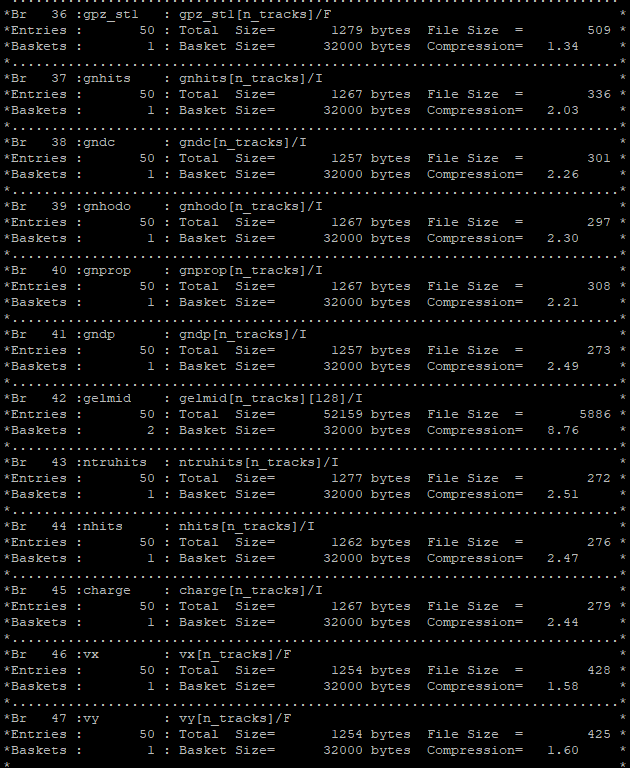 *Br   36 :gpz_st1   : gpz_st1[n_tracks]/F                                    *
*Entries :       50 : Total  Size=       1279 bytes  File Size  =        509 *
*Baskets :        1 : Basket Size=      32000 bytes  Compression=   1.34     *
*............................................................................*
*Br   37 :gnhits    : gnhits[n_tracks]/I                                     *
*Entries :       50 : Total  Size=       1267 bytes  File Size  =        336 *
*Baskets :        1 : Basket Size=      32000 bytes  Compression=   2.03     *
*............................................................................*
*Br   38 :gndc      : gndc[n_tracks]/I                                       *
*Entries :       50 : Total  Size=       1257 bytes  File Size  =        301 *
*Baskets :        1 : Basket Size=      32000 bytes  Compression=   2.26     *
*............................................................................*
*Br   39 :gnhodo    : gnhodo[n_tracks]/I                                     *
*Entries :       50 : Total  Size=       1267 bytes  File Size  =        297 *
*Baskets :        1 : Basket Size=      32000 bytes  Compression=   2.30     *
*............................................................................*
*Br   40 :gnprop    : gnprop[n_tracks]/I                                     *
*Entries :       50 : Total  Size=       1267 bytes  File Size  =        308 *
*Baskets :        1 : Basket Size=      32000 bytes  Compression=   2.21     *
*............................................................................*
*Br   41 :gndp      : gndp[n_tracks]/I                                       *
*Entries :       50 : Total  Size=       1257 bytes  File Size  =        273 *
*Baskets :        1 : Basket Size=      32000 bytes  Compression=   2.49     *
*............................................................................*
*Br   42 :gelmid    : gelmid[n_tracks][128]/I                                *
*Entries :       50 : Total  Size=      52159 bytes  File Size  =       5886 *
*Baskets :        2 : Basket Size=      32000 bytes  Compression=   8.76     *
*............................................................................*
*Br   43 :ntruhits  : ntruhits[n_tracks]/I                                   *
*Entries :       50 : Total  Size=       1277 bytes  File Size  =        272 *
*Baskets :        1 : Basket Size=      32000 bytes  Compression=   2.51     *
*............................................................................*
*Br   44 :nhits     : nhits[n_tracks]/I                                      *
*Entries :       50 : Total  Size=       1262 bytes  File Size  =        276 *
*Baskets :        1 : Basket Size=      32000 bytes  Compression=   2.47     *
*............................................................................*
*Br   45 :charge    : charge[n_tracks]/I                                     *
*Entries :       50 : Total  Size=       1267 bytes  File Size  =        279 *
*Baskets :        1 : Basket Size=      32000 bytes  Compression=   2.44     *
*............................................................................*
*Br   46 :vx        : vx[n_tracks]/F                                         *
*Entries :       50 : Total  Size=       1254 bytes  File Size  =        428 *
*Baskets :        1 : Basket Size=      32000 bytes  Compression=   1.58     *
*............................................................................*
*Br   47 :vy        : vy[n_tracks]/F                                         *
*Entries :       50 : Total  Size=       1254 bytes  File Size  =        425 *
*Baskets :        1 : Basket Size=      32000 bytes  Compression=   1.60     *